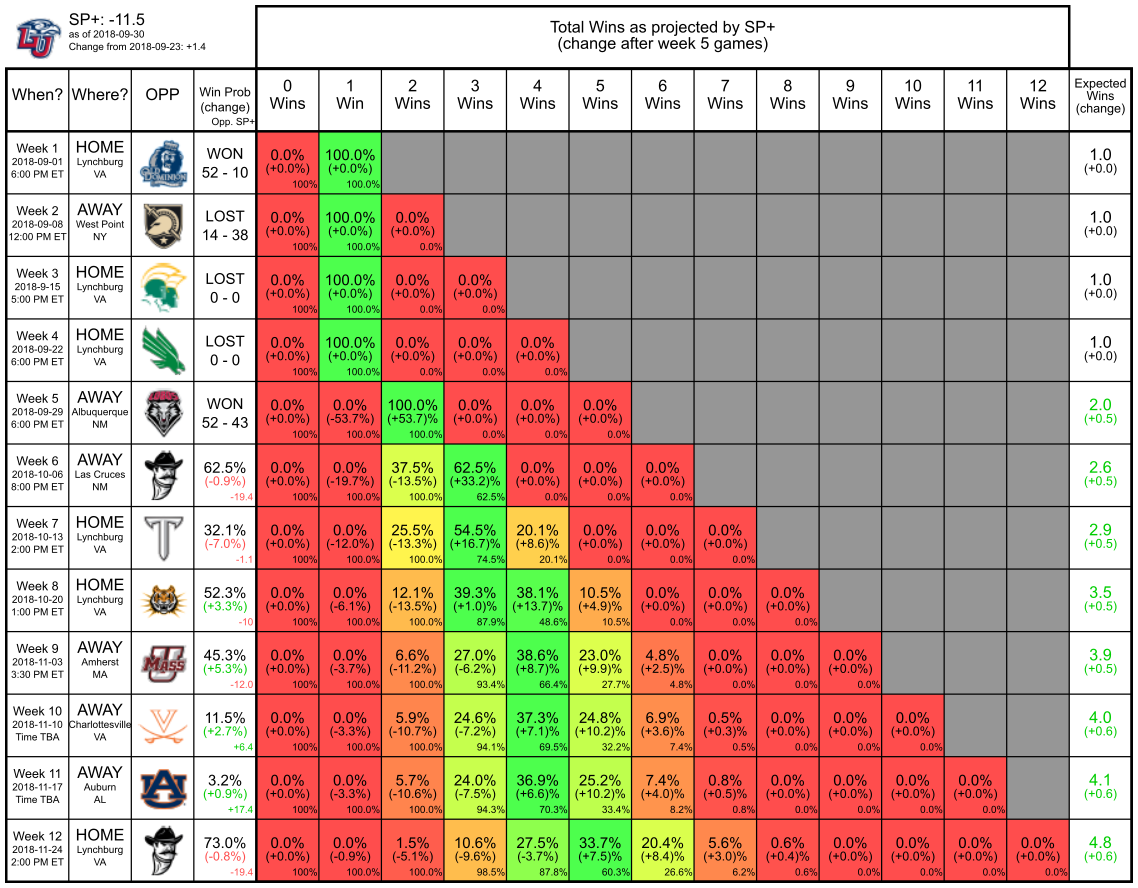 SP+: -11.5
as of 2018-09-30
Change from 2018-09-23: +1.4
Total Wins as projected by SP+
(change after week 5 games)
When? Where? OPP Win Prob (change) Opp. SP+ 0 Wins 1 Win 2 Wins 3 Wins 4 Wins 5 Wins 6 Wins 7 Wins 8 Wins 9 Wins 10 Wins 11 Wins 12 Wins Expected Wins (change)
Week 1 HOME WON 0.0% 100.0% 1.0
2018-09-01 Lynchburg (+0.0%) (+0.0%) (+0.0)
6:00 PM ET VA 52 - 10 100% 100.0%
Week 2 AWAY LOST 0.0% 100.0% 0.0% 1.0
2018-09-08 West Point (+0.0%) (+0.0%) (+0.0%) (+0.0)
12:00 PM ET NY 14 - 38 100% 100.0% 0.0%
Week 3 HOME LOST 0.0% 100.0% 0.0% 0.0% 1.0
2018-9-15 Lynchburg (+0.0%) (+0.0%) (+0.0%) (+0.0%) (+0.0)
5:00 PM ET VA 0 - 0 100% 100.0% 0.0% 0.0%
Week 4 HOME LOST 0.0% 100.0% 0.0% 0.0% 0.0% 1.0
2018-09-22 Lynchburg (+0.0%) (+0.0%) (+0.0%) (+0.0%) (+0.0%) (+0.0)
6:00 PM ET VA 0 - 0 100% 100.0% 0.0% 0.0% 0.0%
Week 5 AWAY WON 0.0% 0.0% 100.0% 0.0% 0.0% 0.0% 2.0
2018-09-29 Albuquerque (+0.0%) (-53.7%) (+53.7)% (+0.0%) (+0.0%) (+0.0%) (+0.5)
6:00 PM ET NM 52 - 43 100% 100.0% 100.0% 0.0% 0.0% 0.0%
Week 6 AWAY 62.5% 0.0% 0.0% 37.5% 62.5% 0.0% 0.0% 0.0% 2.6
2018-10-06 Las Cruces (-0.9%) (+0.0%) (-19.7%) (-13.5%) (+33.2)% (+0.0%) (+0.0%) (+0.0%) (+0.5)
8:00 PM ET NM -19.4 100% 100.0% 100.0% 62.5% 0.0% 0.0% 0.0%
Week 7 HOME 32.1% 0.0% 0.0% 25.5% 54.5% 20.1% 0.0% 0.0% 0.0% 2.9
2018-10-13 Lynchburg (-7.0%) (+0.0%) (-12.0%) (-13.3%) (+16.7)% (+8.6)% (+0.0%) (+0.0%) (+0.0%) (+0.5)
2:00 PM ET VA -1.1 100% 100.0% 100.0% 74.5% 20.1% 0.0% 0.0% 0.0%
Week 8 HOME 52.3% 0.0% 0.0% 12.1% 39.3% 38.1% 10.5% 0.0% 0.0% 0.0% 3.5
2018-10-20 Lynchburg (+3.3%) (+0.0%) (-6.1%) (-13.5%) (+1.0)% (+13.7)% (+4.9)% (+0.0%) (+0.0%) (+0.0%) (+0.5)
1:00 PM ET VA -10 100% 100.0% 100.0% 87.9% 48.6% 10.5% 0.0% 0.0% 0.0%
Week 9 AWAY 45.3% 0.0% 0.0% 6.6% 27.0% 38.6% 23.0% 4.8% 0.0% 0.0% 0.0% 3.9
2018-11-03 Amherst MASS (+5.3%) (+0.0%) (-3.7%) (-11.2%) (-6.2%) (+8.7)% (+9.9)% (+2.5)% (+0.0%) (+0.0%) (+0.0%) (+0.5)
3:30 PM ET MA -12.0 100% 100.0% 100.0% 93.4% 66.4% 27.7% 4.8% 0.0% 0.0% 0.0%
Week 10 AWAY 11.5% 0.0% 0.0% 5.9% 24.6% 37.3% 24.8% 6.9% 0.5% 0.0% 0.0% 0.0% 4.0
2018-11-10 Charlottesville (+2.7%) (+0.0%) (-3.3%) (-10.7%) (-7.2%) (+7.1)% (+10.2)% (+3.6)% (+0.3)% (+0.0%) (+0.0%) (+0.0%) (+0.6)
Time TBA VA +6.4 100% 100.0% 100.0% 94.1% 69.5% 32.2% 7.4% 0.5% 0.0% 0.0% 0.0%
Week 11 AWAY 3.2% 0.0% 0.0% 5.7% 24.0% 36.9% 25.2% 7.4% 0.8% 0.0% 0.0% 0.0% 0.0% 4.1
2018-11-17 Auburn (+0.9%) (+0.0%) (-3.3%) (-10.6%) (-7.5%) (+6.6)% (+10.2)% (+4.0)% (+0.5)% (+0.0%) (+0.0%) (+0.0%) (+0.0%) (+0.6)
Time TBA AL +17.4 100% 100.0% 100.0% 94.3% 70.3% 33.4% 8.2% 0.8% 0.0% 0.0% 0.0% 0.0%
Week 12 HOME 73.0% 0.0% 0.0% 1.5% 10.6% 27.5% 33.7% 20.4% 5.6% 0.6% 0.0% 0.0% 0.0% 0.0% 4.8
2018-11-24 Lynchburg (-0.8%) (+0.0%) (-0.9%) (-5.1%) (-9.6%) (-3.7%) (+7.5)% (+8.4)% (+3.0)% (+0.4)% (+0.0%) (+0.0%) (+0.0%) (+0.0%) (+0.6)
2:00 PM ET VA -19.4 100% 100.0% 100.0% 98.5% 87.8% 60.3% 26.6% 6.2% 0.6% 0.0% 0.0% 0.0% 0.0%